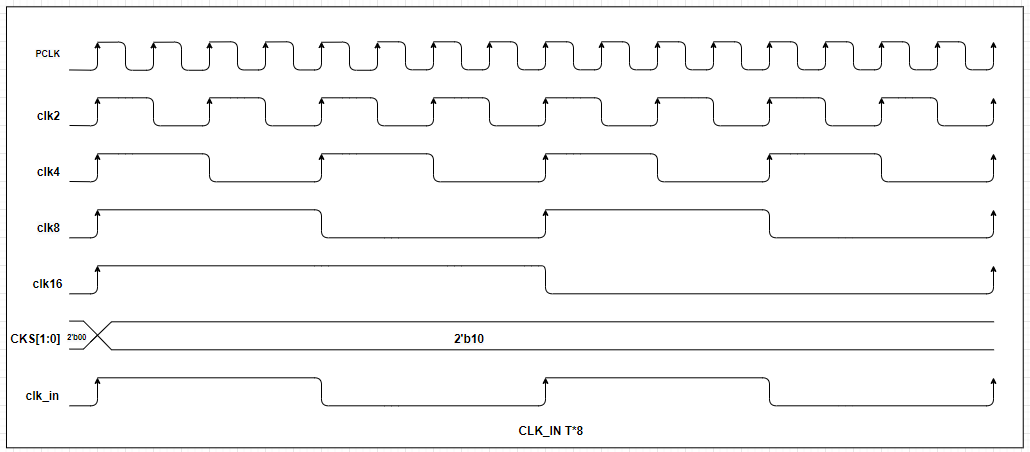 PCLK
clk2
clk4
clk8
clk16
CKS[1:0] 2'b00 2'b10
clk_in
CLK_IN T*8